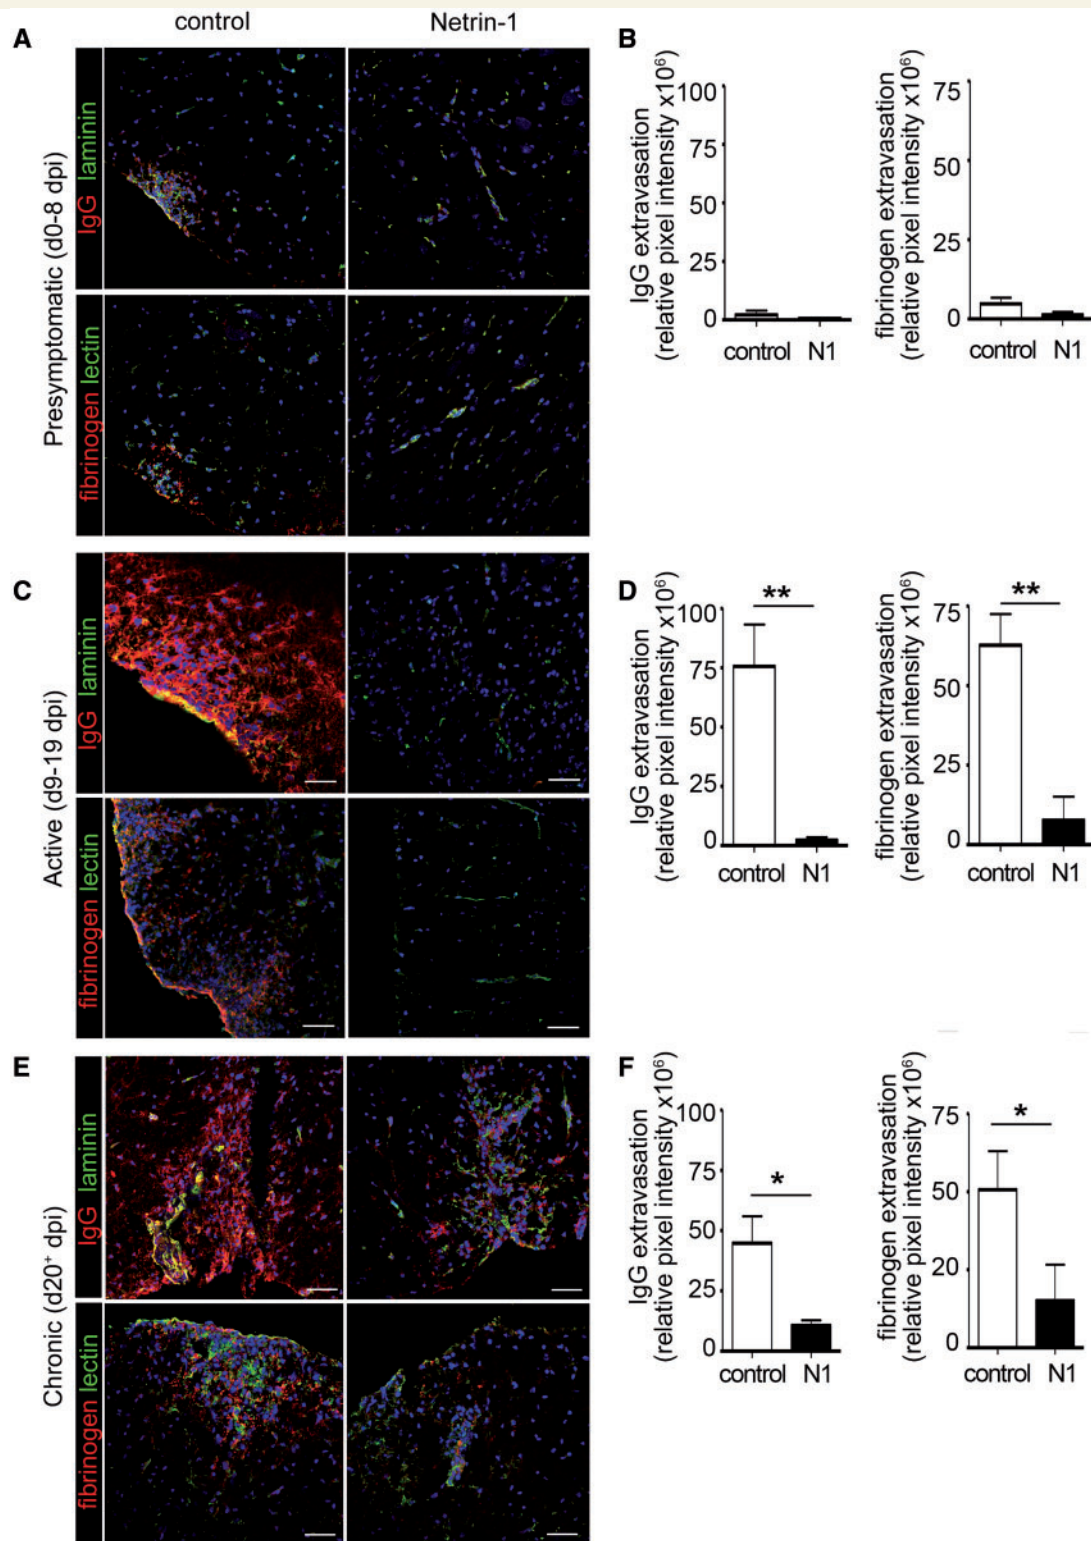 control
Netrin-1
A
Presymptomatic (d0-8 dpi)
IgG laminin
fibrinogen lectin
B
IgG extravasation
(relative pixel intensity x10⁶)
100
75
50
25
0
control N1
fibrinogen extravasation
(relative pixel intensity x10⁶)
75
50
25
0
control N1
C
Active (d9-19 dpi)
IgG laminin
fibrinogen lectin
D
IgG extravasation
(relative pixel intensity x10⁶)
100
75
50
25
0
**
control N1
fibrinogen extravasation
(relative pixel intensity x10⁶)
75
50
25
0
**
control N1
E
Chronic (d20⁺ dpi)
IgG laminin
fibrinogen lectin
F
IgG extravasation
(relative pixel intensity x10⁶)
100
75
50
25
0
*
control N1
fibrinogen extravasation
(relative pixel intensity x10⁶)
75
50
20
0
*
control N1